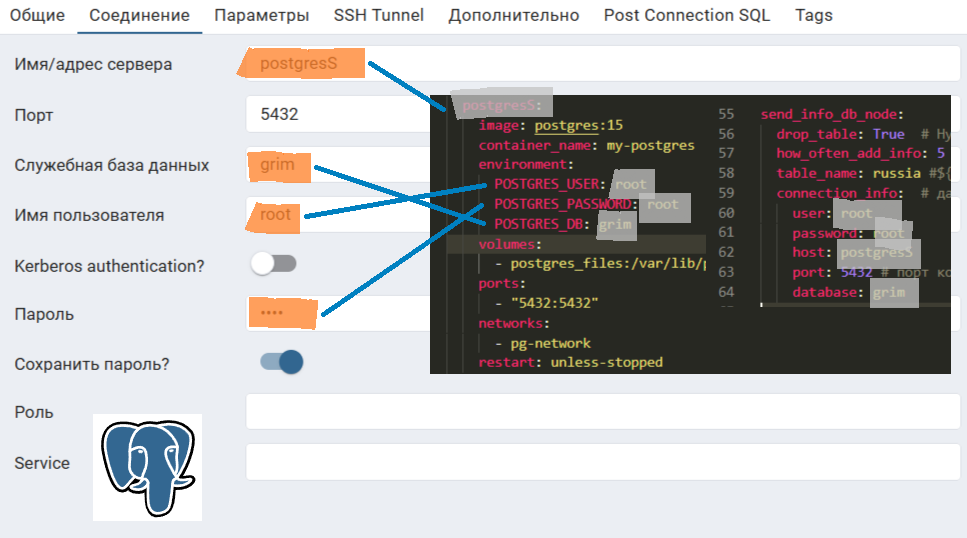 Общие Соединение Параметры SSH Tunnel Дополнительно Post Connection SQL Tags
Имя/адрес сервера postgresS
Порт 5432
Служебная база данных grim
Имя пользователя root
Kerberos authentication?
Пароль ••••
Сохранить пароль?
Роль
Service
postgresS:
image: postgres:15
container_name: my-postgres
environment:
POSTGRES_USER: root
POSTGRES_PASSWORD: root
POSTGRES_DB: grim
volumes:
- postgres_files:/var/lib/
ports:
- "5432:5432"
networks:
- pg-network
restart: unless-stopped
55 send_info_db_node:
56 drop_table: True # Ну
57 how_often_add_info: 5
58 table_name: russia #${
59 connection_info: # да
60 user: root
61 password: root
62 host: postgresS
63 port: 5432 # порт ко
64 database: grim